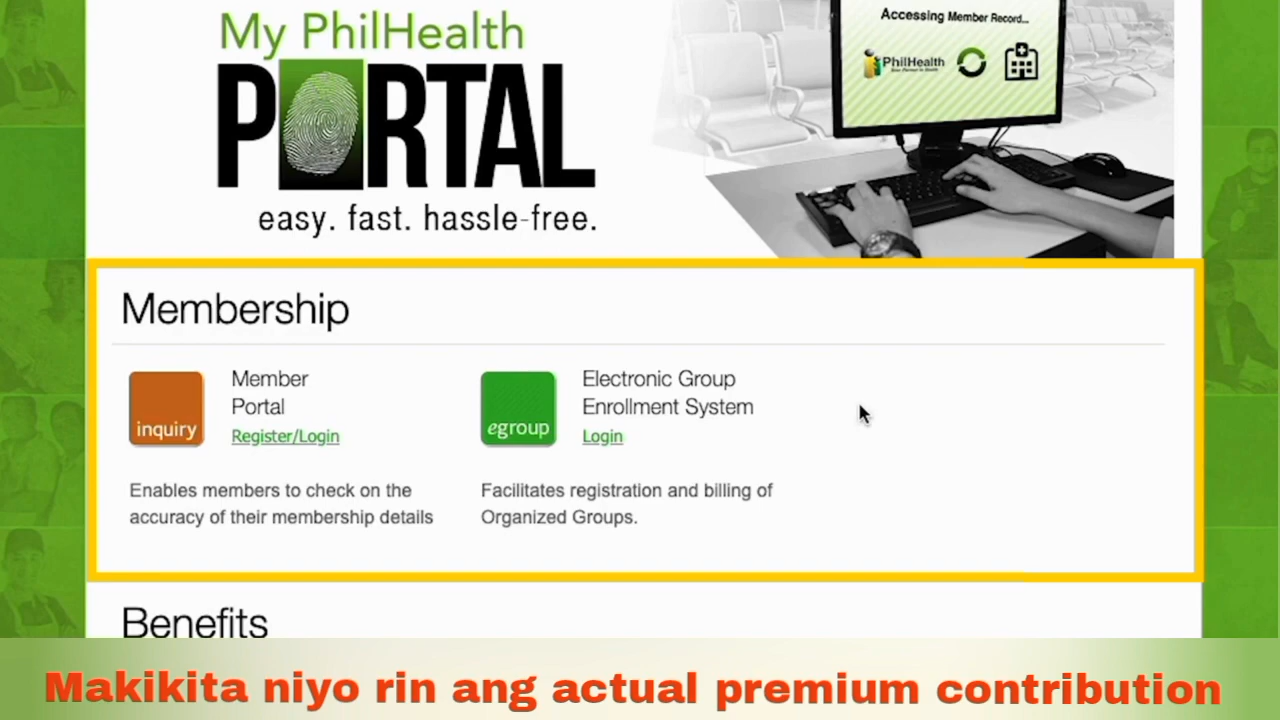 My PhilHealth
PORTAL
easy. fast. hassle-free.
Accessing Member Record...
PhilHealth
Membership
inquiry
Member
Portal
Register/Login
Enables members to check on the
accuracy of their membership details
egroup
Electronic Group
Enrollment System
Login
Facilitates registration and billing of
Organized Groups.
Benefits
Makikita niyo rin ang actual premium contribution